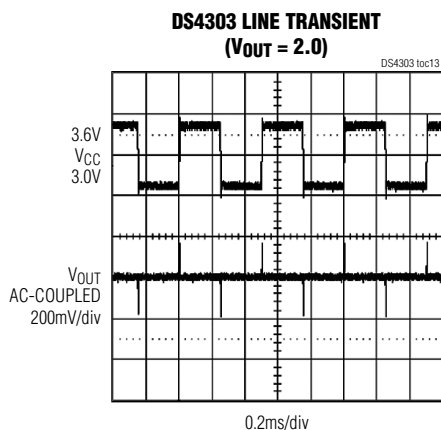 DS4303 LINE TRANSIENT
(VOUT = 2.0)
DS4303 toc13
3.6V
VCC
3.0V
VOUT
AC-COUPLED
200mV/div
0.2ms/div